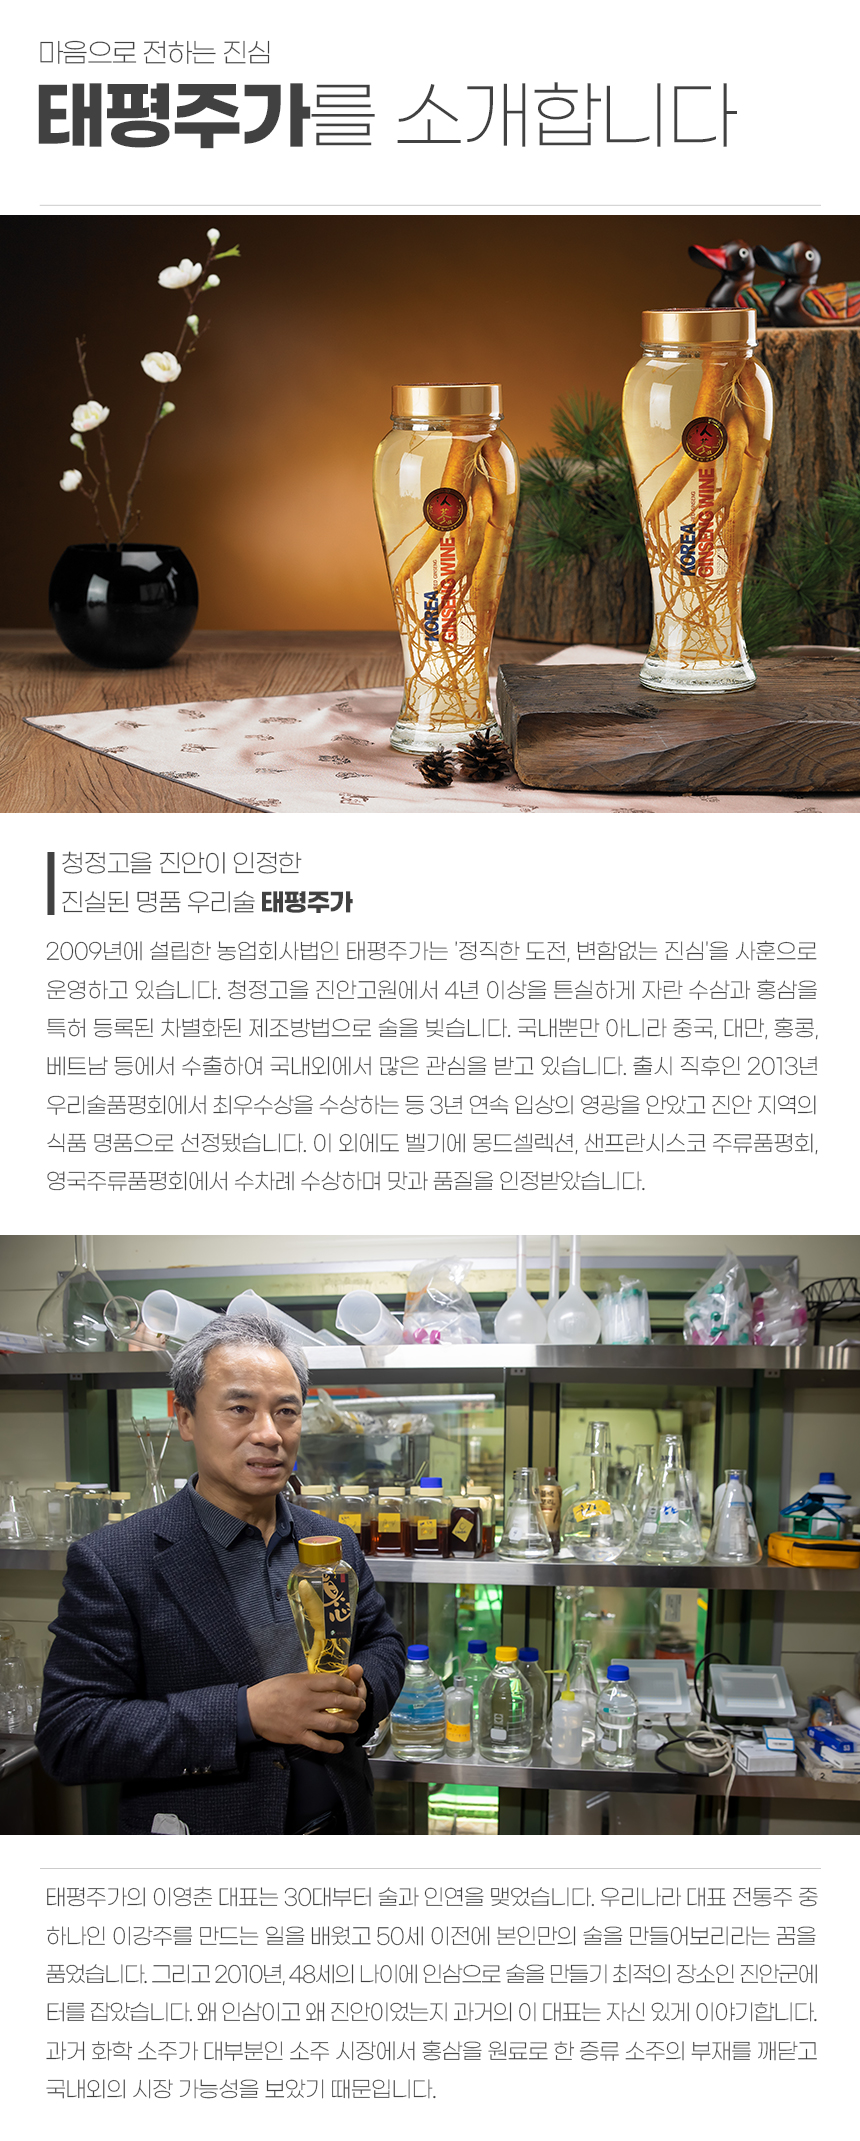 마음으로 전하는 진심
태평주가를 소개합니다
KOREA
GINSENG WINE
KOREA
GINSENG WINE
청정고을 진안이 인정한
진실된 명품 우리술 태평주가
2009년에 설립한 농업회사법인 태평주가는 '정직한 도전, 변함없는 진심'을 사훈으로
운영하고 있습니다. 청정고을 진안고원에서 4년 이상을 튼실하게 자란 수삼과 홍삼을
특허 등록된 차별화된 제조방법으로 술을 빚습니다. 국내뿐만 아니라 중국, 대만, 홍콩,
베트남 등에서 수출하여 국내외에서 많은 관심을 받고 있습니다. 출시 직후인 2013년
우리술품평회에서 최우수상을 수상하는 등 3년 연속 입상의 영광을 안았고 진안 지역의
식품 명품으로 선정됐습니다. 이 외에도 벨기에 몽드셀렉션, 샌프란시스코 주류품평회,
영국주류품평회에서 수차례 수상하며 맛과 품질을 인정받았습니다.
태평주가의 이영춘 대표는 30대부터 술과 인연을 맺었습니다. 우리나라 대표 전통주 중
하나인 이강주를 만드는 일을 배웠고 50세 이전에 본인만의 술을 만들어보리라는 꿈을
품었습니다. 그리고 2010년, 48세의 나이에 인삼으로 술을 만들기 최적의 장소인 진안군에
터를 잡았습니다. 왜 인삼이고 왜 진안이었는지 과거의 이 대표는 자신 있게 이야기합니다.
과거 화학 소주가 대부분인 소주 시장에서 홍삼을 원료로 한 증류 소주의 부재를 깨닫고
국내외의 시장 가능성을 보았기 때문입니다.